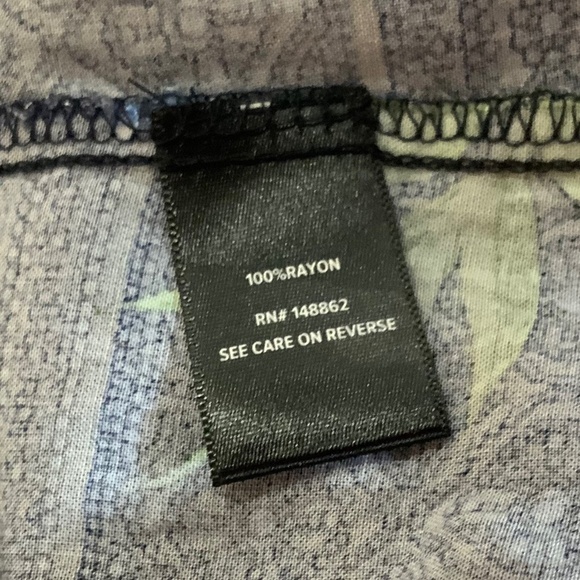 100%RAYON
RN# 148862
SEE CARE ON REVERSE